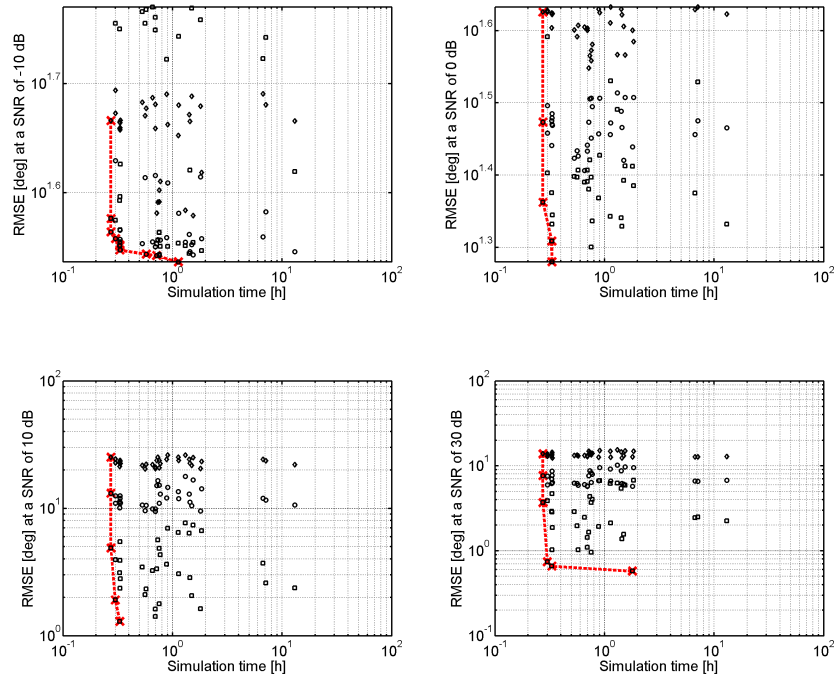 RMSE [deg] at a SNR of -10 dB
10^1.7
10^1.6
10^-1 10^0 10^1 10^2
Simulation time [h]
RMSE [deg] at a SNR of 0 dB
10^1.6
10^1.5
10^1.4
10^1.3
10^-1 10^0 10^1 10^2
Simulation time [h]
RMSE [deg] at a SNR of 10 dB
10^2
10^1
10^0
10^-1 10^0 10^1 10^2
Simulation time [h]
RMSE [deg] at a SNR of 30 dB
10^2
10^1
10^0
10^-1
10^-1 10^0 10^1 10^2
Simulation time [h]